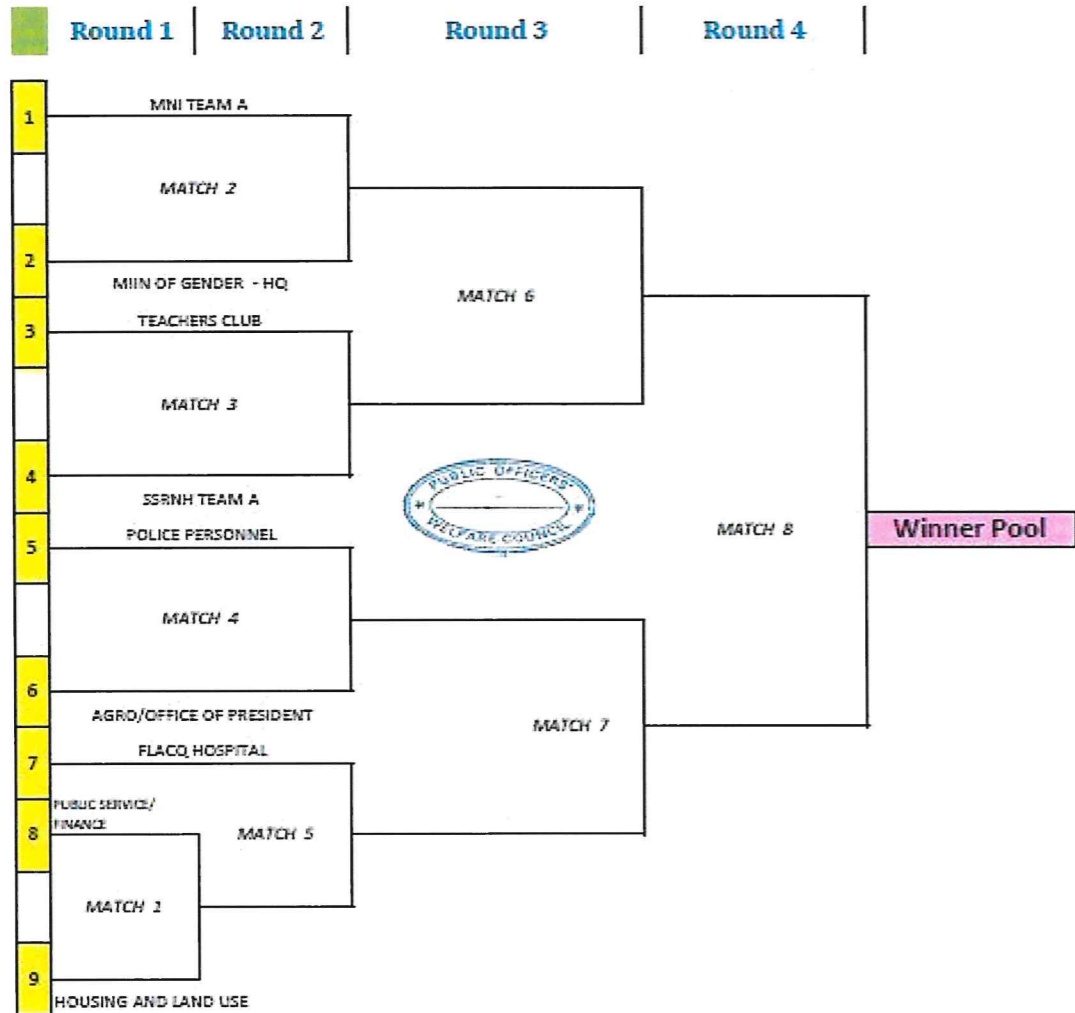 Round 1 Round 2 Round 3 Round 4
1
MNI TEAM A
MATCH 2
2
MIIN OF GENDER - HQ
MATCH 6
3
TEACHERS CLUB
MATCH 3
4
SSRNH TEAM A
PUBLIC OFFICERS'
WELFARE COUNCIL
5
POLICE PERSONNEL
MATCH 8
Winner Pool
MATCH 4
6
AGRO/OFFICE OF PRESIDENT
MATCH 7
7
FLACQ HOSPITAL
PUBLIC SERVICE/
FINANCE
8
MATCH 5
MATCH 1
9
HOUSING AND LAND USE